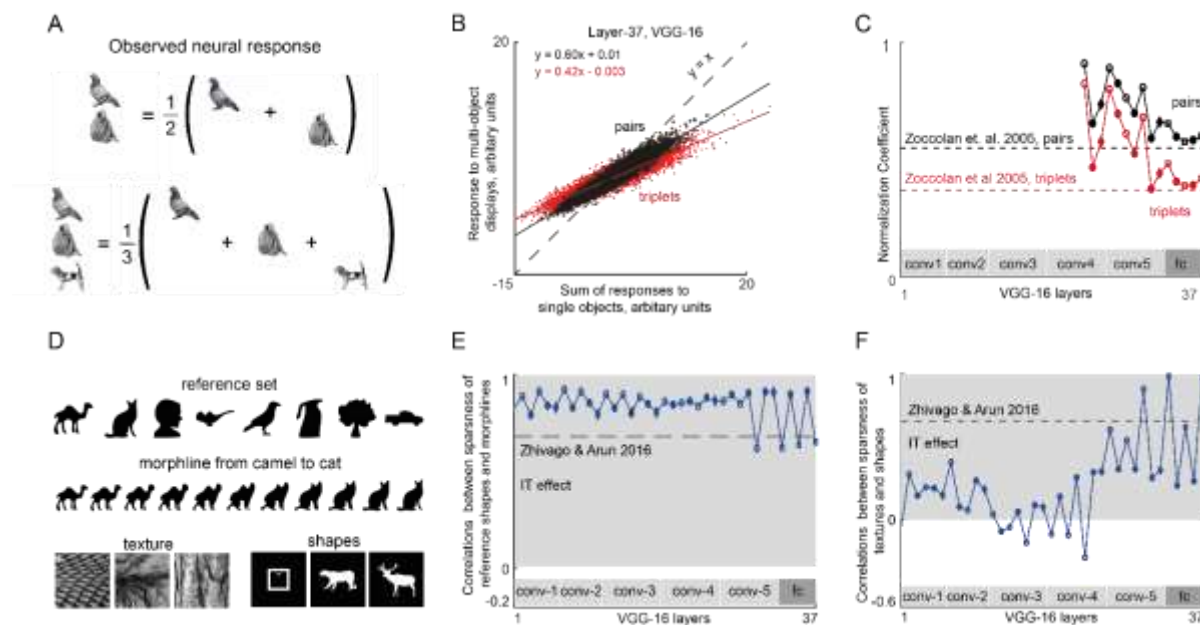 A
Observed neural response
= 1/2 ( + )
= 1/3 ( + + )
B
Layer-37, VGG-16
20
y = 0.60x + 0.01
y = 0.42x - 0.003
y = x
pairs
triplets
Response to multi-object
displays, arbitary units
-15
20
Sum of responses to
single objects, arbitary units
C
1
Normalization Coefficient
pairs
Zoccolan et. al. 2005, pairs
Zoccolan et al 2005, triplets
triplets
conv1 conv2 conv3 conv4 conv5 fc
0
1
VGG-16 layers
37
D
reference set
morphline from camel to cat
texture
shapes
E
Correlations between sparsness of
reference shapes and morphlines
1
Zhivago & Arun 2016
IT effect
0
conv-1 conv-2 conv-3 conv-4 conv-5 fc
-0.2
1
VGG-16 layers
37
F
Correlations between sparsness of
textures and shapes
1
Zhivago & Arun 2016
IT effect
0
conv-1 conv-2 conv-3 conv-4 conv-5 fc
-0.6
1
VGG-16 layers
37